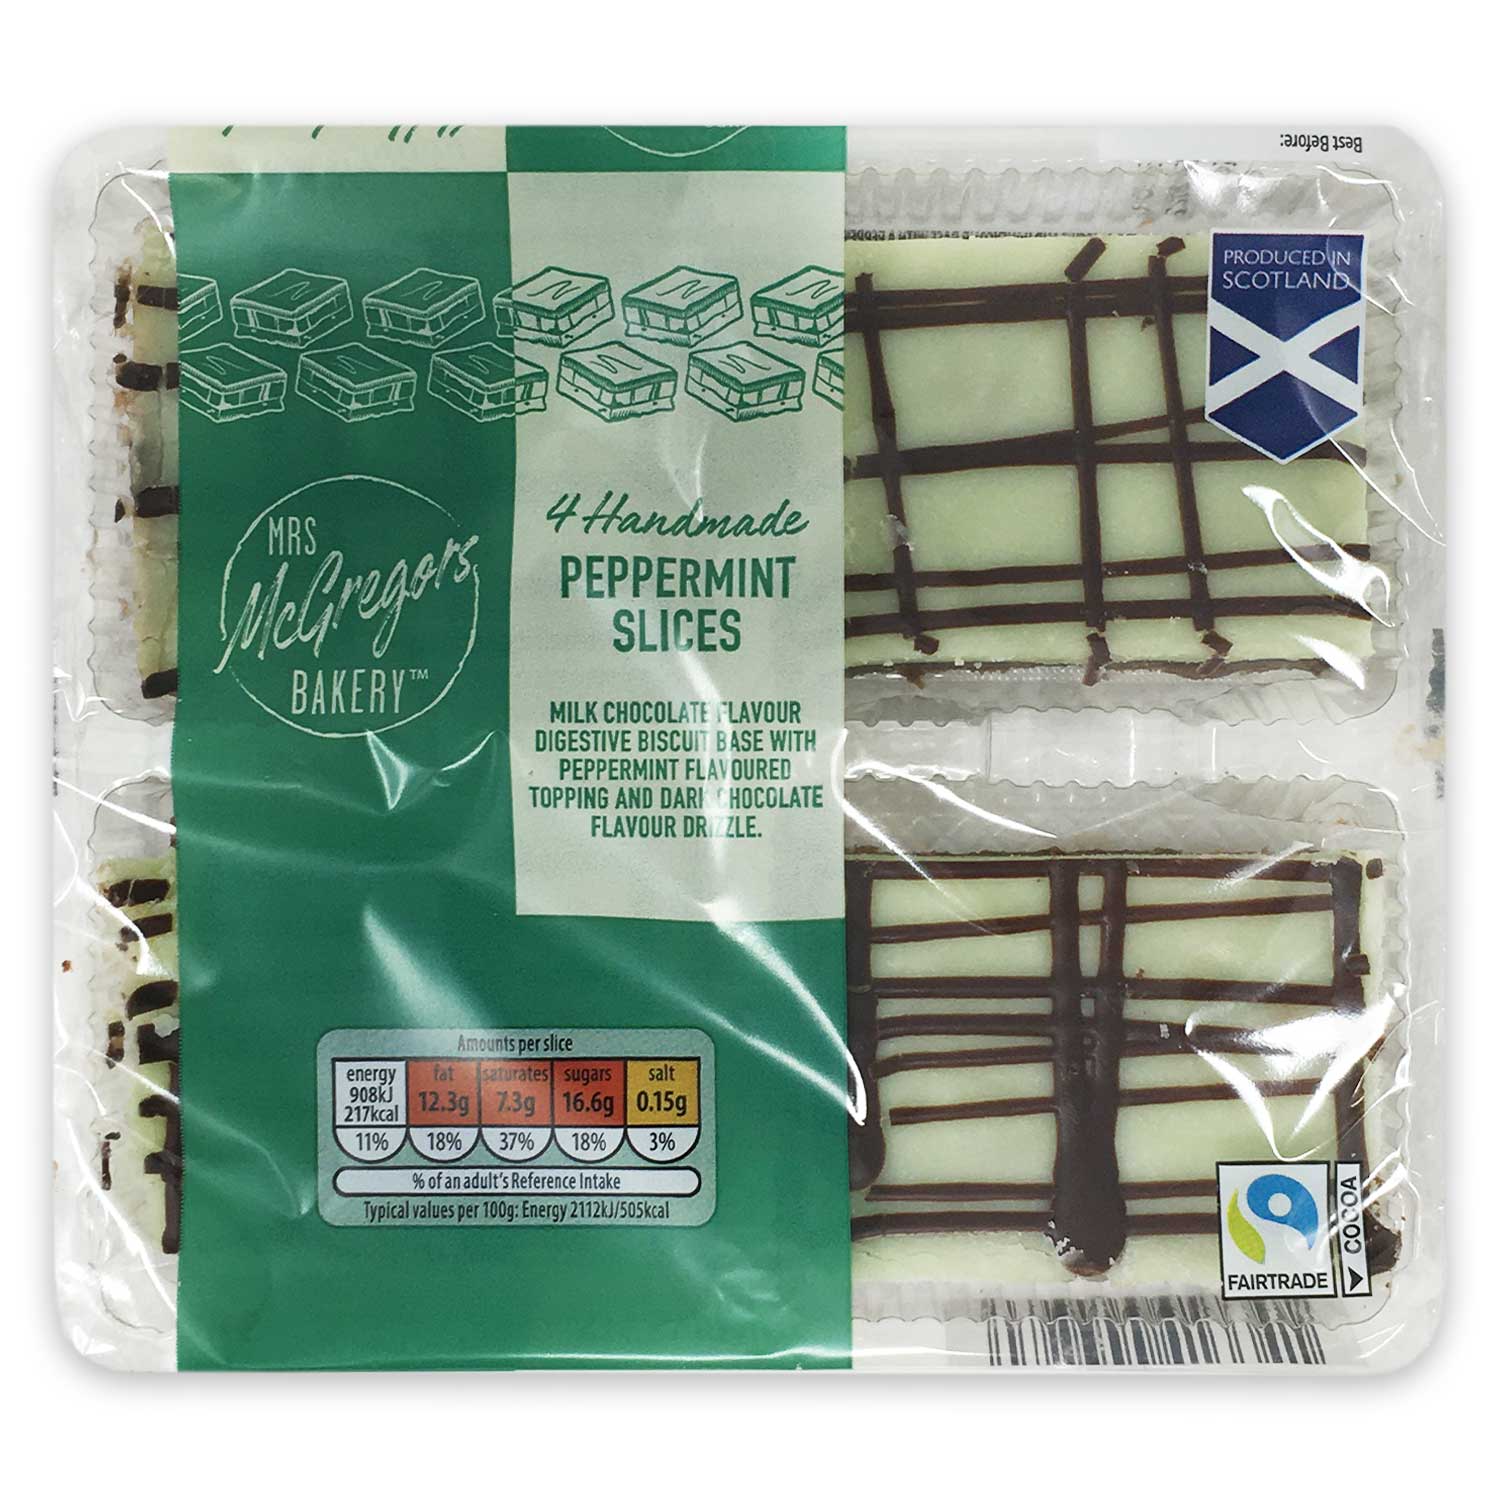 Best Before:
PRODUCED IN
SCOTLAND
MRS
McGregors
BAKERY™
4 Handmade
PEPPERMINT
SLICES
MILK CHOCOLATE FLAVOUR
DIGESTIVE BISCUIT BASE WITH
PEPPERMINT FLAVOURED
TOPPING AND DARK CHOCOLATE
FLAVOUR DRIZZLE.
Amounts per slice
energy fat saturates sugars salt
908kJ
217kcal 12.3g 7.3g 16.6g 0.15g
11% 18% 37% 18% 3%
% of an adult's Reference Intake
Typical values per 100g: Energy 2112kJ/505kcal
FAIRTRADE
COCOA